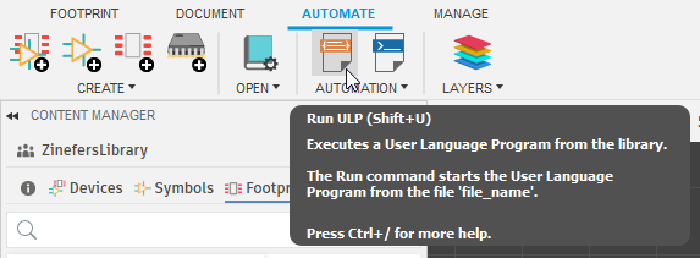 FOOTPRINT DOCUMENT AUTOMATE MANAGE
CREATE OPEN AUTOMATION LAYERS
CONTENT MANAGER
ZinefersLibrary
Devices Symbols
Run ULP (Shift+U)
Executes a User Language Program from the library.
The Run command starts the User Language
Program from the file 'file_name'.
Press Ctrl+/ for more help.